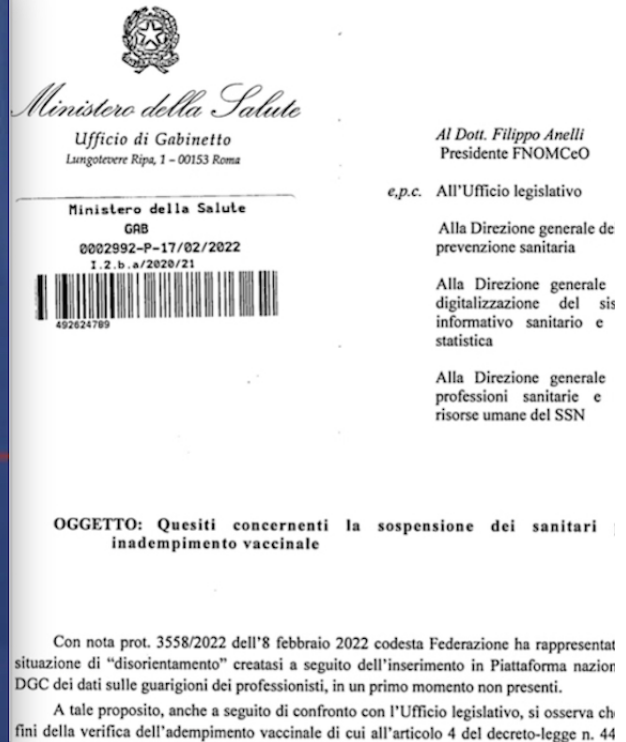 Ministero della Salute
Ufficio di Gabinetto
Lungotevere Ripa, 1 – 00153 Roma
Ministero della Salute
GAB
0002992-P-17/02/2022
I.2.b.a/2020/21
492624789
Al Dott. Filippo Anelli
Presidente FNOMCeO
e,p.c. All'Ufficio legislativo
Alla Direzione generale de
prevenzione sanitaria
Alla Direzione generale
digitalizzazione del sis
informativo sanitario e
statistica
Alla Direzione generale
professioni sanitarie e
risorse umane del SSN
OGGETTO: Quesiti concernenti la sospensione dei sanitari
inadempimento vaccinale
Con nota prot. 3558/2022 dell'8 febbraio 2022 codesta Federazione ha rappresentat
situazione di "disorientamento" creatasi a seguito dell'inserimento in Piattaforma nazion
DGC dei dati sulle guarigioni dei professionisti, in un primo momento non presenti.
A tale proposito, anche a seguito di confronto con l'Ufficio legislativo, si osserva ch
fini della verifica dell'adempimento vaccinale di cui all'articolo 4 del decreto-legge n. 44